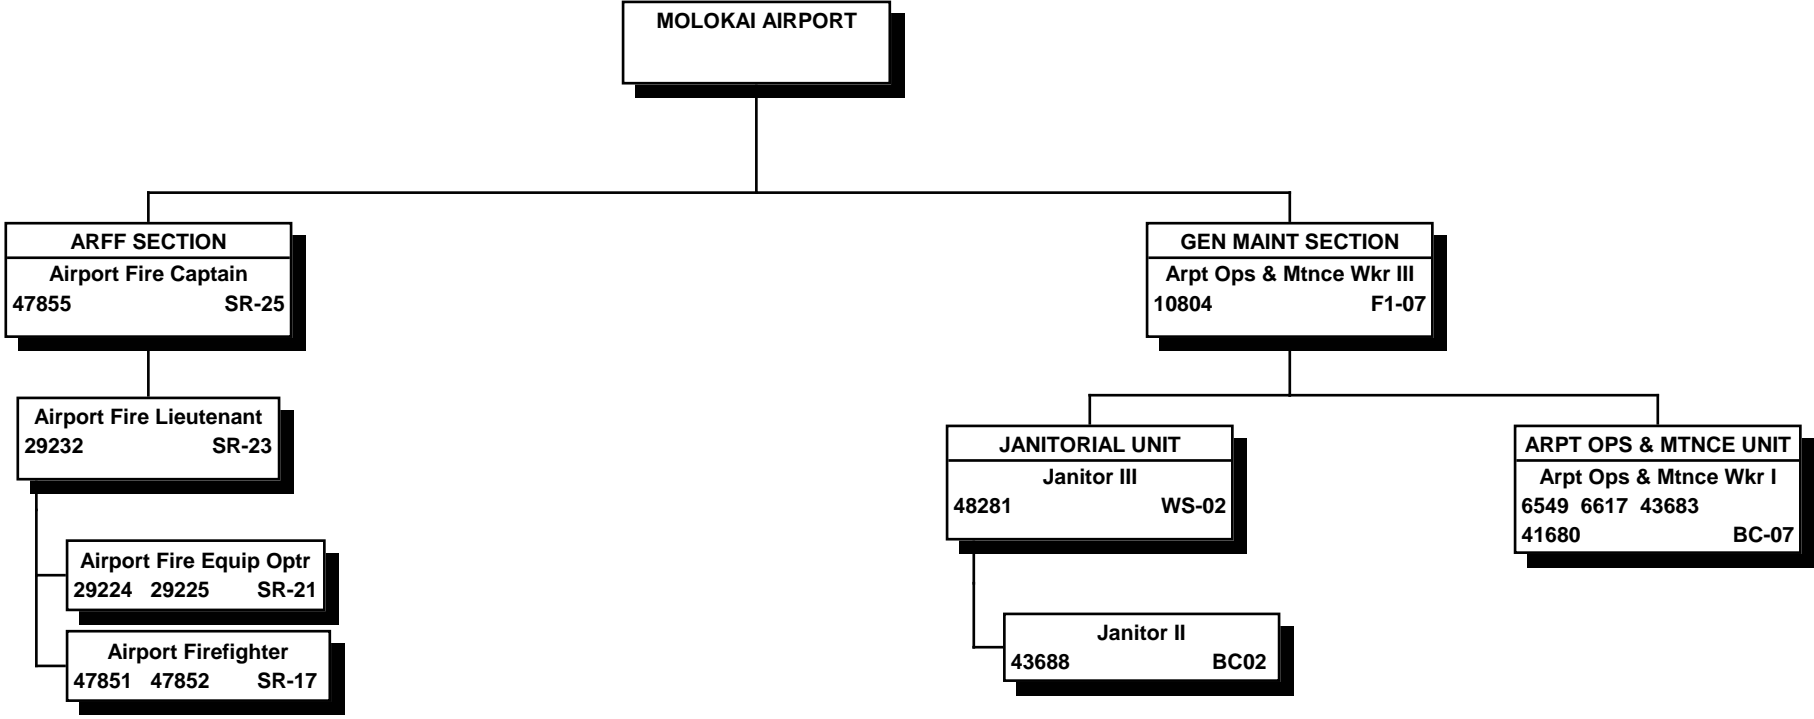 MOLOKAI AIRPORT
ARFF SECTION
Airport Fire Captain
47855 SR-25
Airport Fire Lieutenant
29232 SR-23
Airport Fire Equip Optr
29224 29225 SR-21
Airport Firefighter
47851 47852 SR-17
GEN MAINT SECTION
Arpt Ops & Mtnce Wkr III
10804 F1-07
JANITORIAL UNIT
Janitor III
48281 WS-02
Janitor II
43688 BC02
ARPT OPS & MTNCE UNIT
Arpt Ops & Mtnce Wkr I
6549 6617 43683
41680 BC-07